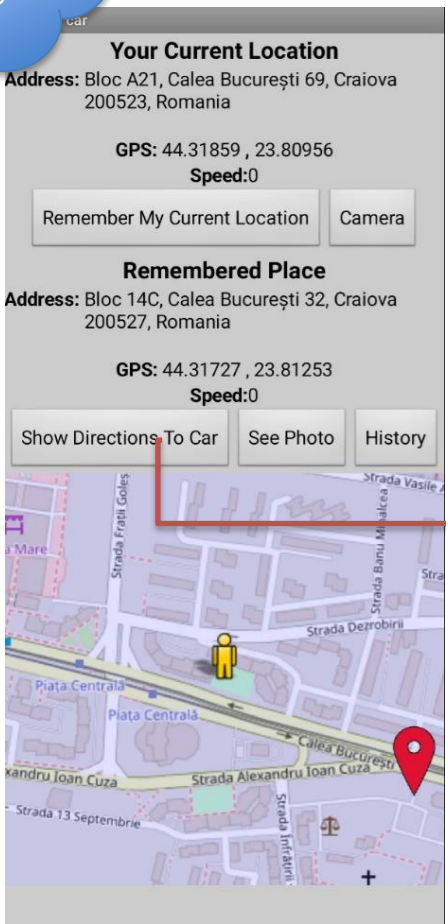 car
Your Current Location
Address: Bloc A21, Calea București 69, Craiova
200523, Romania
GPS: 44.31859 , 23.80956
Speed:0
Remember My Current Location
Camera
Remembered Place
Address: Bloc 14C, Calea București 32, Craiova
200527, Romania
GPS: 44.31727 , 23.81253
Speed:0
Show Directions To Car
See Photo
History
Strada Vasile
Strada Frații Goleș
Mare
Strada Banu Mihalcea
Stra
Strada Dezrobirii
Piața Centrală
Piața Centrală
Calea București
xandru Ioan Cuza
Strada Alexandru Ioan Cuza
Strada 13 Septembrie
Strada Înfrățirii